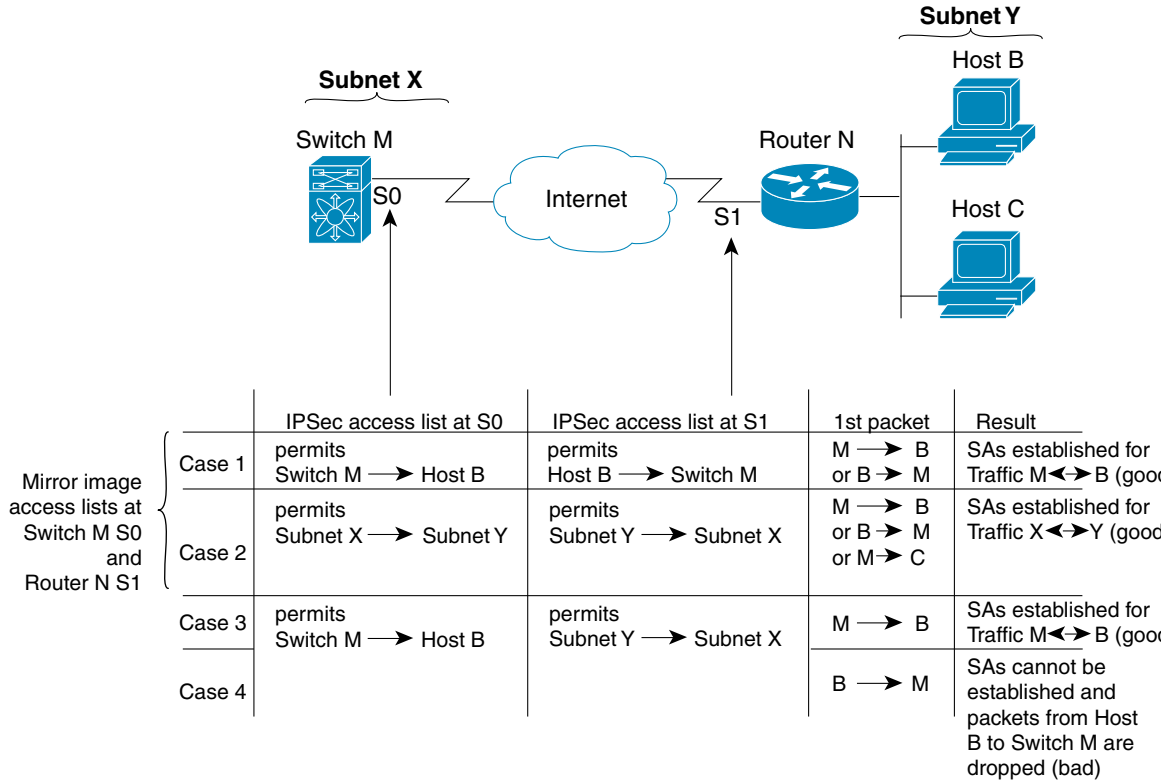 Subnet Y
Host B
Subnet X
Switch M
Router N
S0
Internet
S1
Host C
IPSec access list at S0
IPSec access list at S1
1st packet
Result
Mirror image
access lists at
Switch M S0
and
Router N S1
Case 1
permits
Switch M → Host B
permits
Host B → Switch M
M → B
or B → M
SAs established for
Traffic M ↔ B (good
Case 2
permits
Subnet X → Subnet Y
permits
Subnet Y → Subnet X
M → B
or B → M
or M → C
SAs established for
Traffic X ↔ Y (good
Case 3
permits
Switch M → Host B
permits
Subnet Y → Subnet X
M → B
SAs established for
Traffic M ↔ B (good
Case 4
B → M
SAs cannot be
established and
packets from Host
B to Switch M are
dropped (bad)